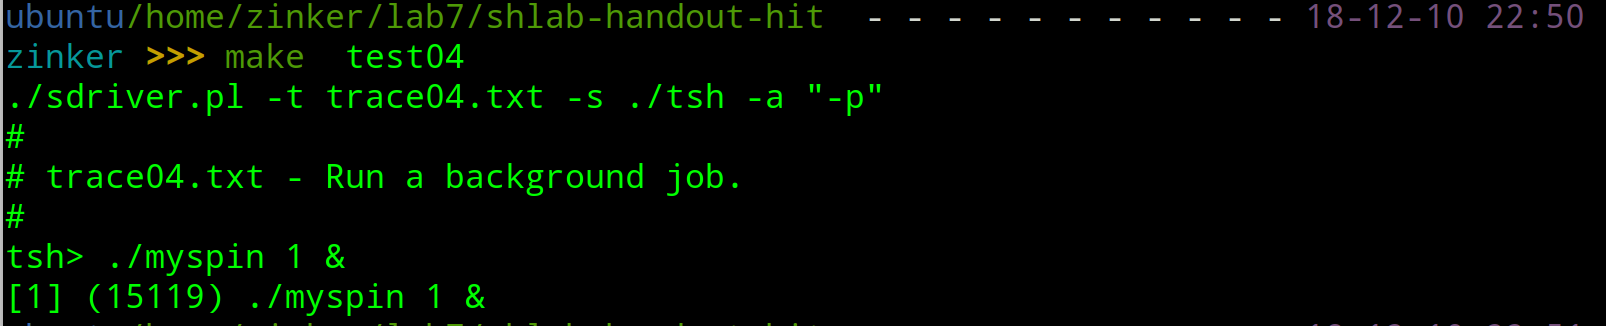 ubuntu/home/zinker/lab7/shlab-handout-hit - - - - - - - - - - - 18-12-10 22:50
zinker >>> make test04
./sdriver.pl -t trace04.txt -s ./tsh -a "-p"
#
# trace04.txt - Run a background job.
#
tsh> ./myspin 1 &
[1] (15119) ./myspin 1 &